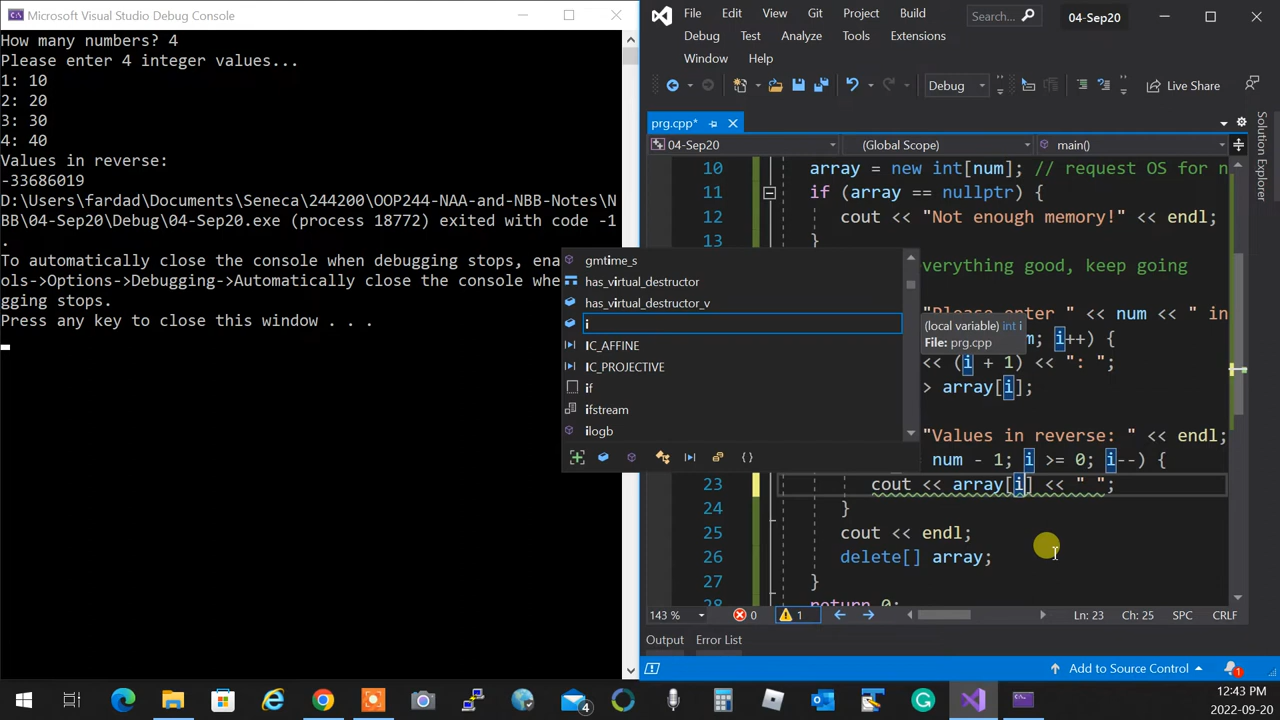 Microsoft Visual Studio Debug Console
How many numbers? 4
Please enter 4 integer values...
1: 10
2: 20
3: 30
4: 40
Values in reverse:
-33686019
D:\Users\fardad\Documents\Seneca\244200\OOP244-NAA-and-NBB-Notes\N
BB\04-Sep20\Debug\04-Sep20.exe (process 18772) exited with code -1
.
To automatically close the console when debugging stops, ena
ols->Options->Debugging->Automatically close the console whe
gging stops.
Press any key to close this window . . .
File Edit View Git Project Build
Search...
04-Sep20
Debug Test Analyze Tools Extensions
Window Help
Debug
Live Share
prg.cpp*
04-Sep20
(Global Scope)
main()
Solution Explorer
10 array = new int[num]; // request OS for n
11 if (array == nullptr) {
12 cout << "Not enough memory!" << endl;
13 }
verything good, keep going
"Please enter " << num << " in
m; i++) {
<< (i + 1) << ": ";
> array[i];
"Values in reverse: " << endl;
num - 1; i >= 0; i--) {
23 cout << array[i] << " ";
24 }
25 cout << endl;
26 delete[] array;
27 }
28 return 0;
gmtime_s
has_virtual_destructor
has_virtual_destructor_v
i
IC_AFFINE
IC_PROJECTIVE
if
ifstream
ilogb
(local variable) int i
File: prg.cpp
143 %
0
1
Ln: 23 Ch: 25 SPC CRLF
Output Error List
Add to Source Control
1
4
12:43 PM
2022-09-20